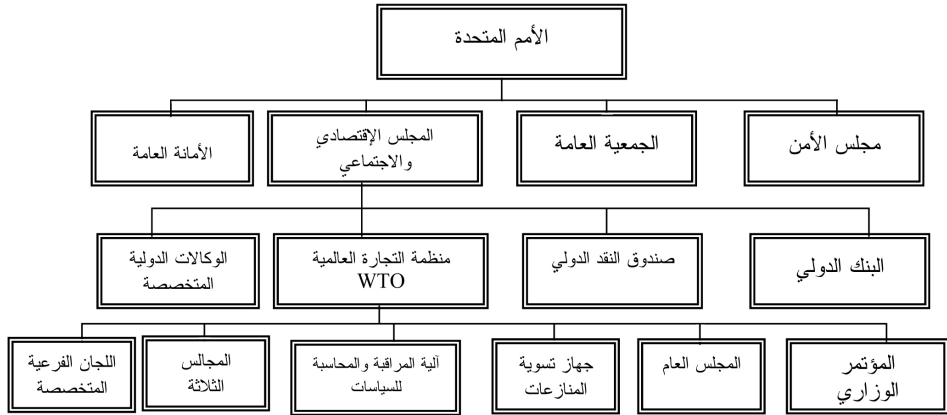 الأمم المتحدة
مجلس الأمن
الجمعية العامة
المجلس الإقتصادي
والاجتماعي
الأمانة العامة
البنك الدولي
صندوق النقد الدولي
منظمة التجارة العالمية
WTO
الوكالات الدولية
المتخصصة
المؤتمر
الوزاري
المجلس العام
جهاز تسوية
المنازعات
آلية المراقبة والمحاسبة
للسياسات
المجالس
الثلاثة
اللجان الفرعية
المتخصصة